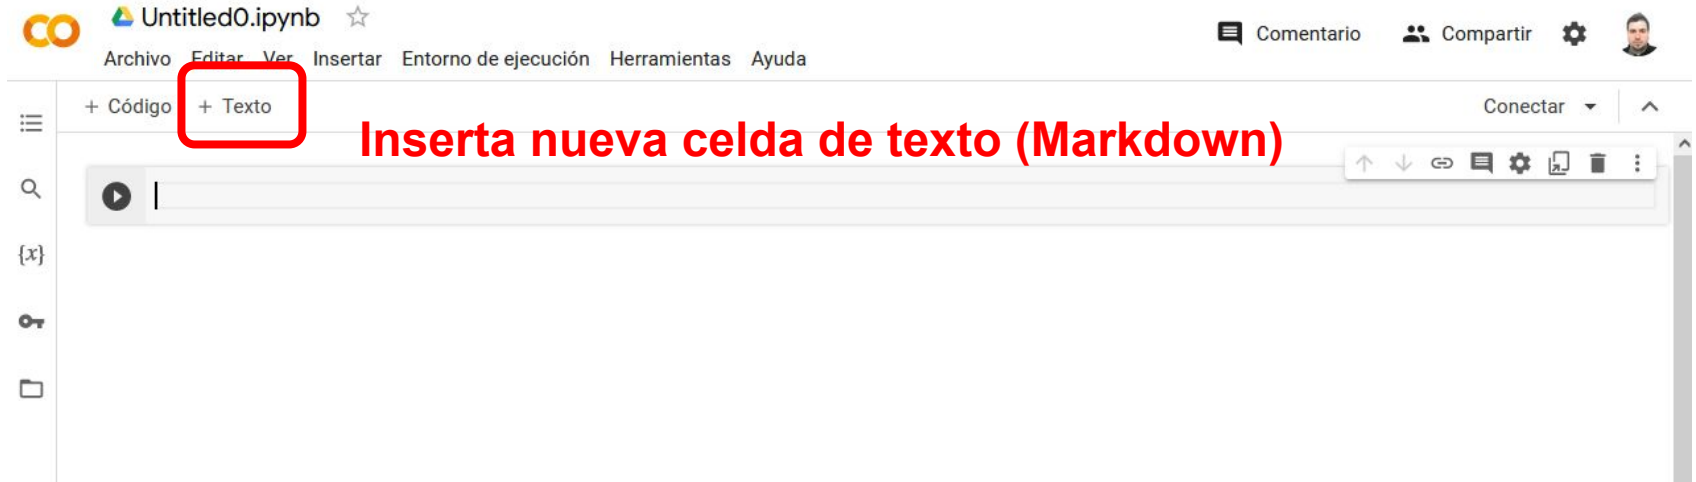 Untitled0.ipynb
Comentario Compartir
Archivo Editar Ver Insertar Entorno de ejecución Herramientas Ayuda
+ Código + Texto Conectar
Inserta nueva celda de texto (Markdown)
{x}